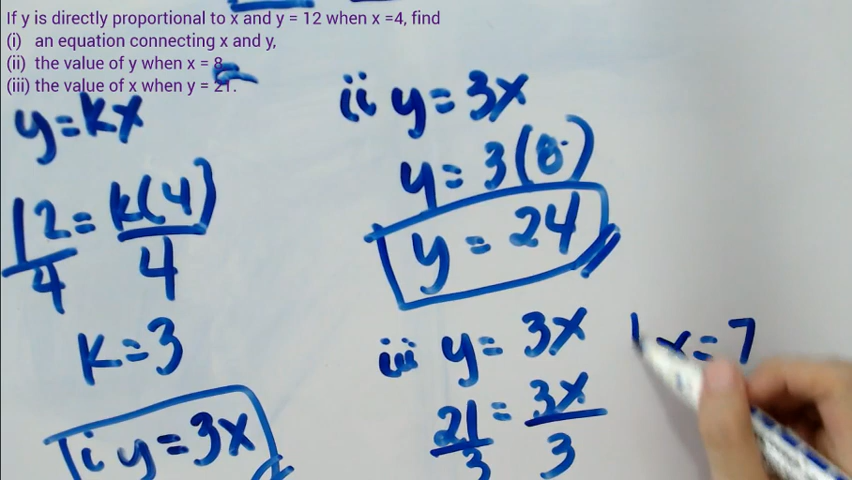 If y is directly proportional to x and y = 12 when x =4, find
(i) an equation connecting x and y,
(ii) the value of y when x = 8
(iii) the value of x when y = 21.
y=kx
12 = k(4)
4 4
k=3
i y=3x
ii y=3x
y=3(8)
y=24
iii y=3x
21 = 3x
3 3
x=7